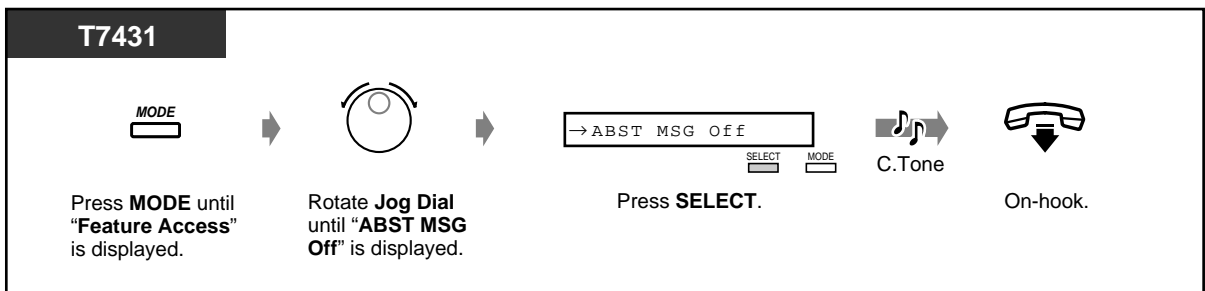 T7431
MODE
→ABST MSG Off
SELECT MODE
C.Tone
Press MODE until
“Feature Access”
is displayed.
Rotate Jog Dial
until “ABST MSG
Off” is displayed.
Press SELECT.
On-hook.